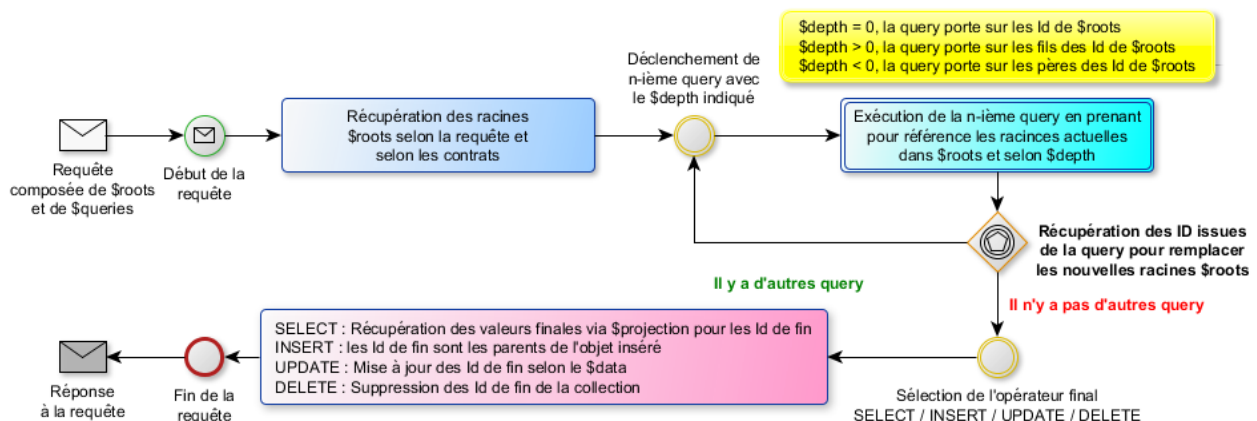 $depth = 0, la query porte sur les Id de $roots
$depth > 0, la query porte sur les fils des Id de $roots
$depth < 0, la query porte sur les pères des Id de $roots
Déclenchement de
n-ième query avec
le $depth indiqué
Récupération des racines
$roots selon la requête et
selon les contrats
Exécution de la n-ième query en prenant
pour référence les racinces actuelles
dans $roots et selon $depth
Requête
composée de $roots
et de $queries
Début de la
requête
Récupération des ID issues
de la query pour remplacer
les nouvelles racines $roots
Il y a d'autres query
Il n'y a pas d'autres query
SELECT : Récupération des valeurs finales via $projection pour les Id de fin
INSERT : les Id de fin sont les parents de l'objet inséré
UPDATE : Mise à jour des Id de fin selon le $data
DELETE : Suppression des Id de fin de la collection
Réponse
à la requête
Fin de la
requête
Sélection de l'opérateur final
SELECT / INSERT / UPDATE / DELETE